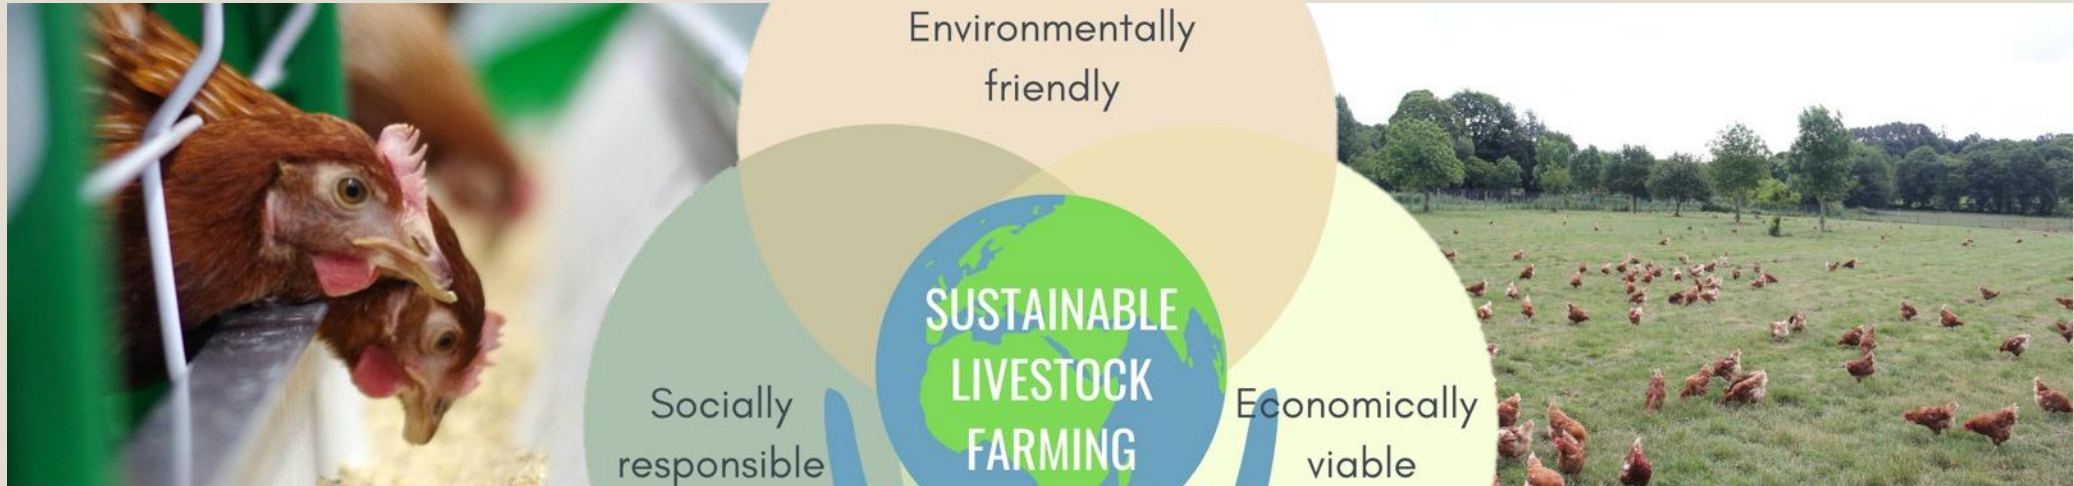 Environmentally
friendly
SUSTAINABLE
LIVESTOCK
FARMING
Socially
responsible
Economically
viable